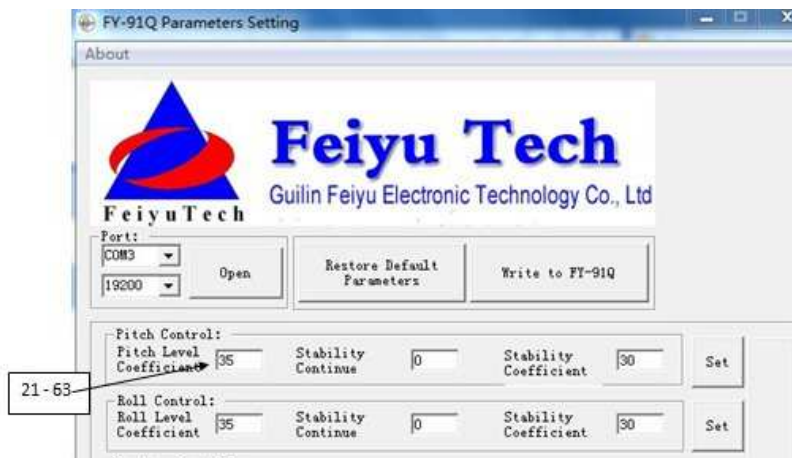 FY-91Q Parameters Setting
About
Feiyu Tech
Guilin Feiyu Electronic Technology Co., Ltd
FeiyuTech
Port:
COM3
19200
Open
Restore Default
Parameters
Write to FY-91Q
Pitch Control:
Pitch Level
Coefficient
35
Stability
Continue
0
Stability
Coefficient
30
Set
21-63
Roll Control:
Roll Level
Coefficient
35
Stability
Continue
0
Stability
Coefficient
30
Set